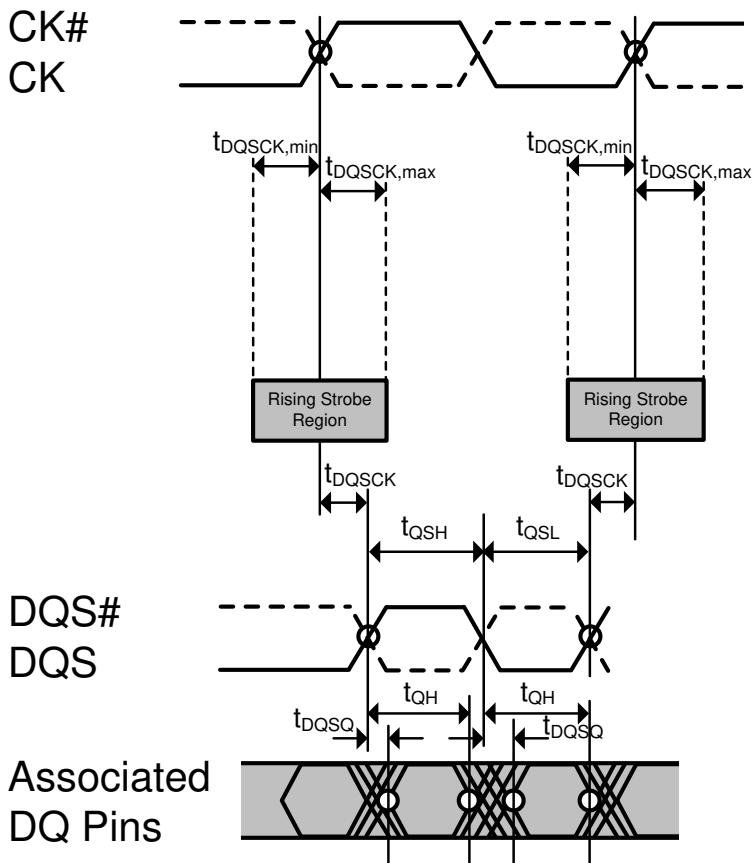 CK#
CK
tDQSCK,min
tDQSCK,max
tDQSCK,min
tDQSCK,max
Rising Strobe
Region
Rising Strobe
Region
tDQSCK
tDQSCK
tQSH
tQSL
DQS#
DQS
tQH
tQH
tDQSQ
tDQSQ
Associated
DQ Pins